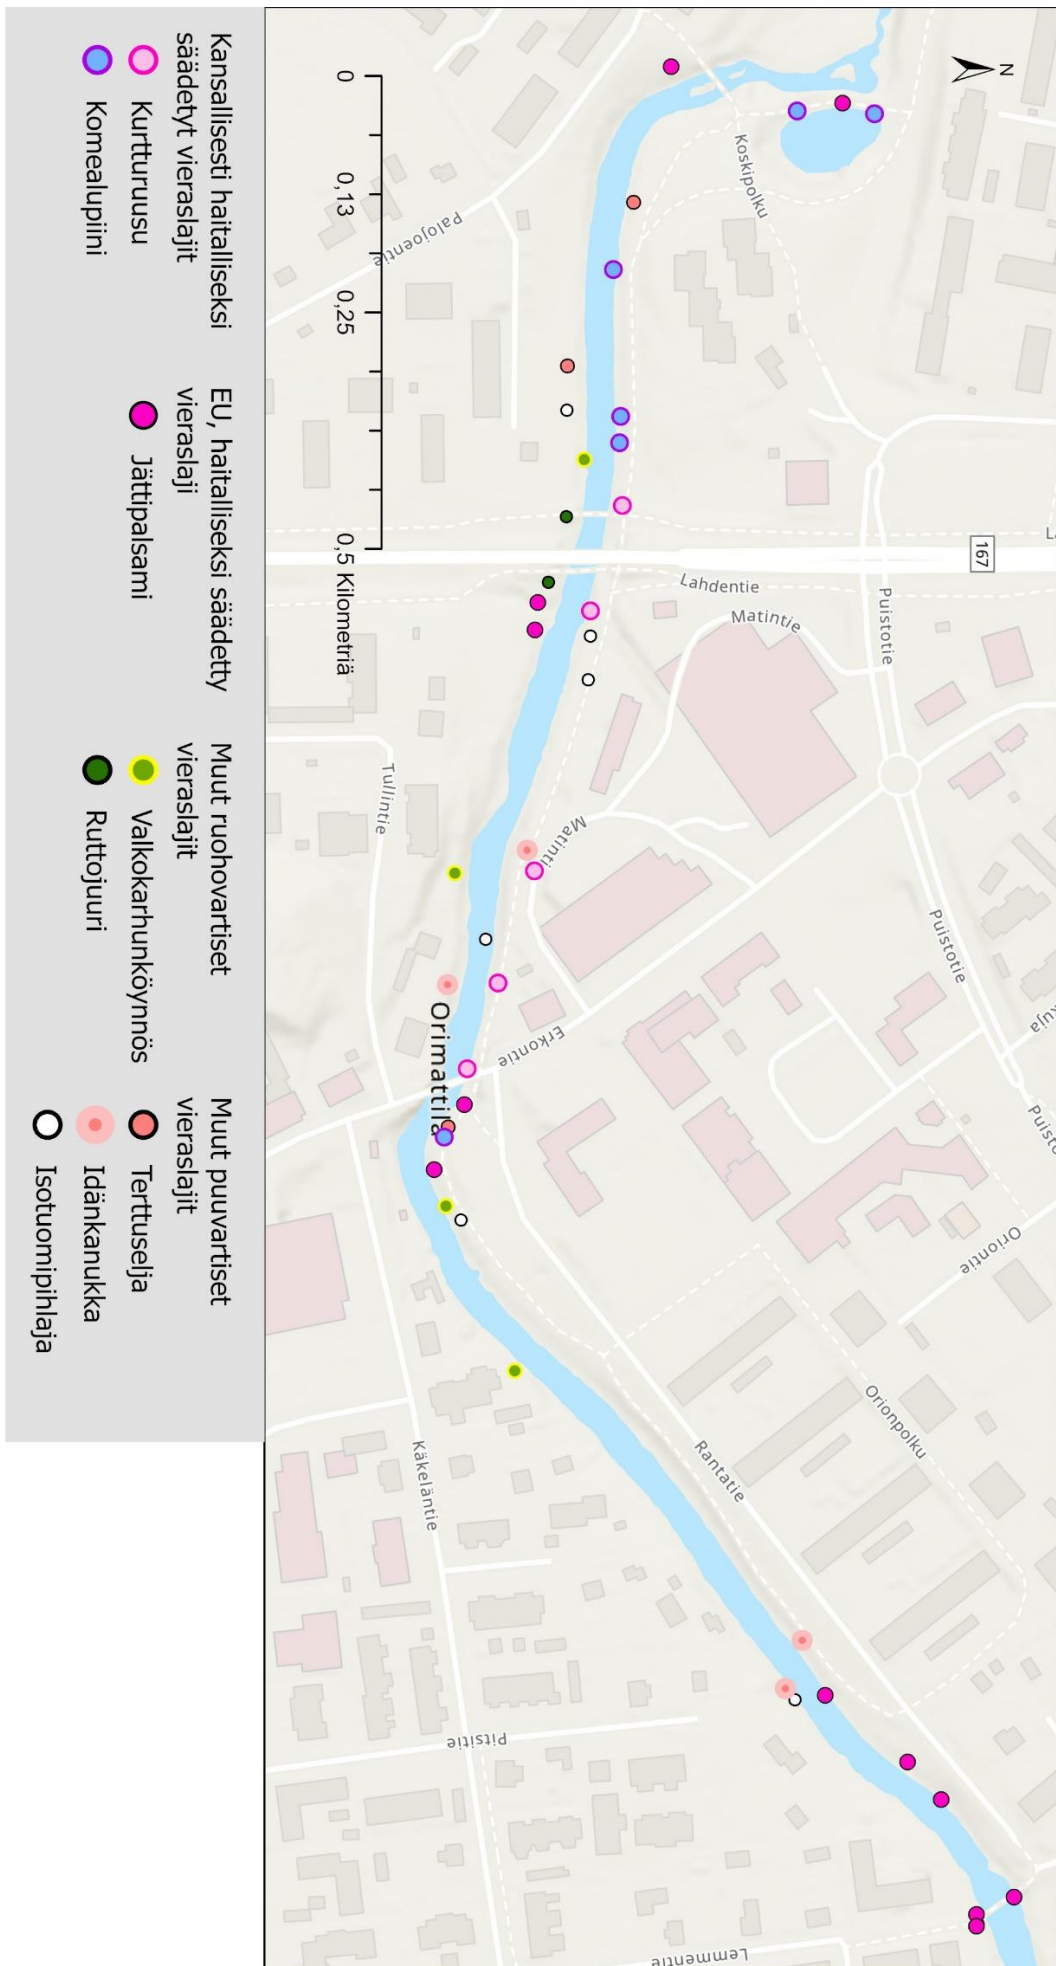 N
Koskipolku
Palojoentie
167
Lahdentie
Matintie
Puistotie
Tullintie
Matinti
Puistotie
Erkontie
Orimattila
Oriontie
Orionpolku
Rantatie
Käkeläntie
Pitsitie
Lemmentie
0
0,13
0,25
0,5 Kilometriä
Kansallisesti haitalliseksi
säädetyt vieraslajit
Kurtturuusu
Komealupiini
EU, haitalliseksi säädetty
vieraslaji
Jättipalsami
Muut ruohovartiset
vieraslajit
Valkokarhunköynnös
Ruttojuuri
Muut puuvartiset
vieraslajit
Terttuselja
Idänkanukka
Isotuomipihlaja